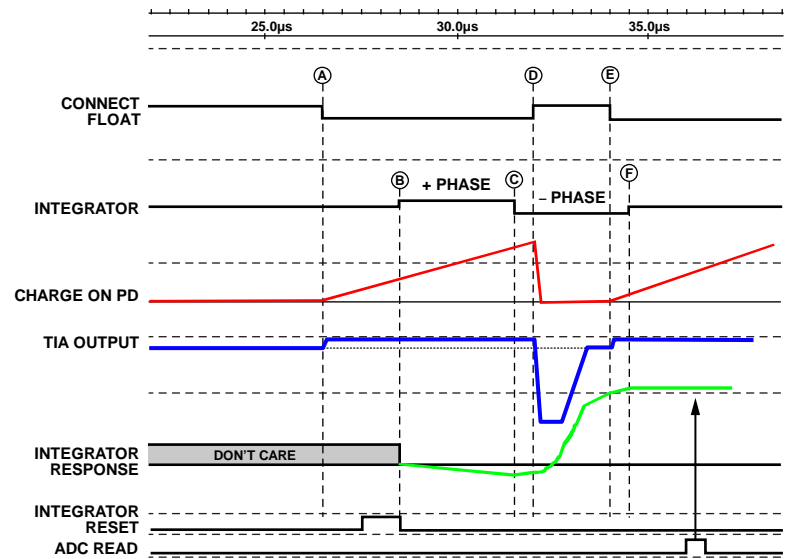 25.0µs 30.0µs 35.0µs
A D E
CONNECT
FLOAT
B + PHASE C – PHASE F
INTEGRATOR
CHARGE ON PD
TIA OUTPUT
INTEGRATOR
RESPONSE
DON'T CARE
INTEGRATOR
RESET
ADC READ